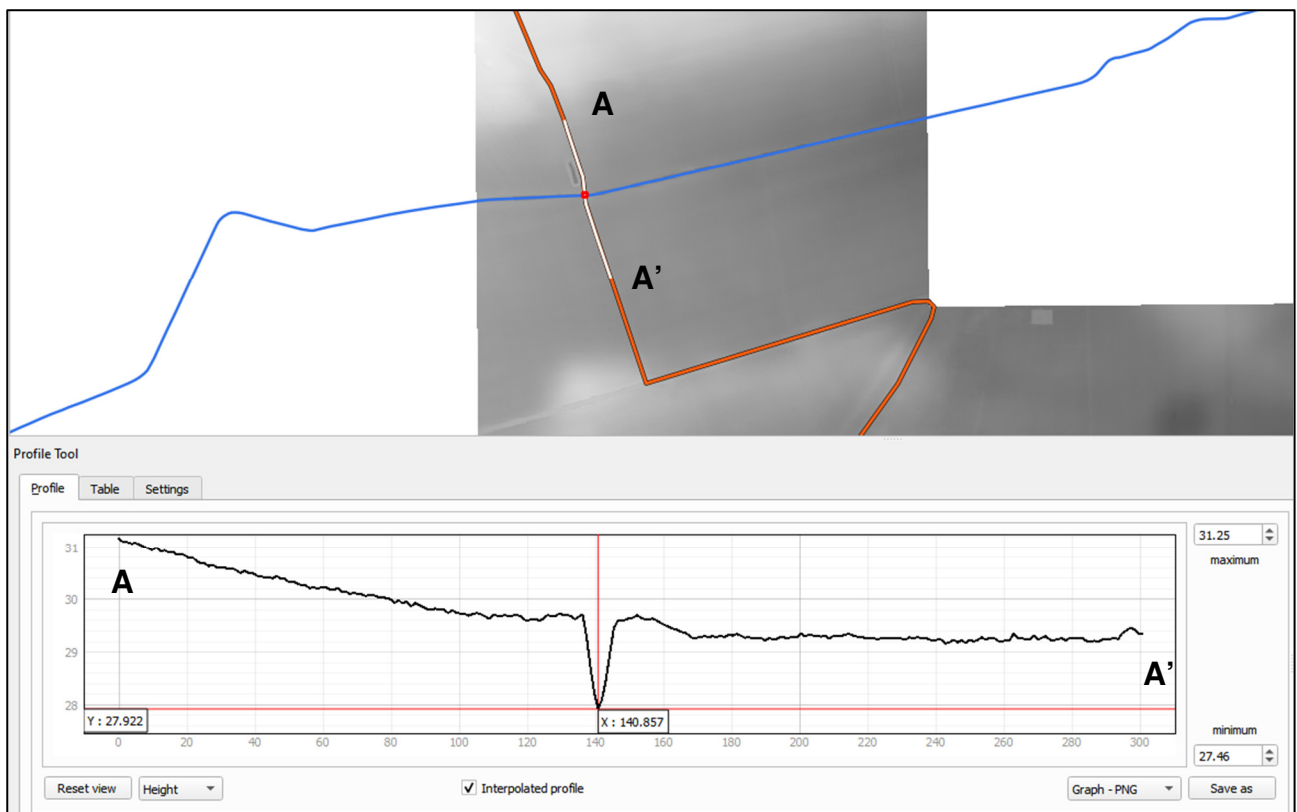 A
A’
Profile Tool
Profile Table Settings
31
30
29
28
A
A’
Y : 27.922
X : 140.857
0 20 40 60 80 100 120 140 160 180 200 220 240 260 280 300
31.25
maximum
minimum
27.46
Reset view Height Interpolated profile Graph - PNG Save as